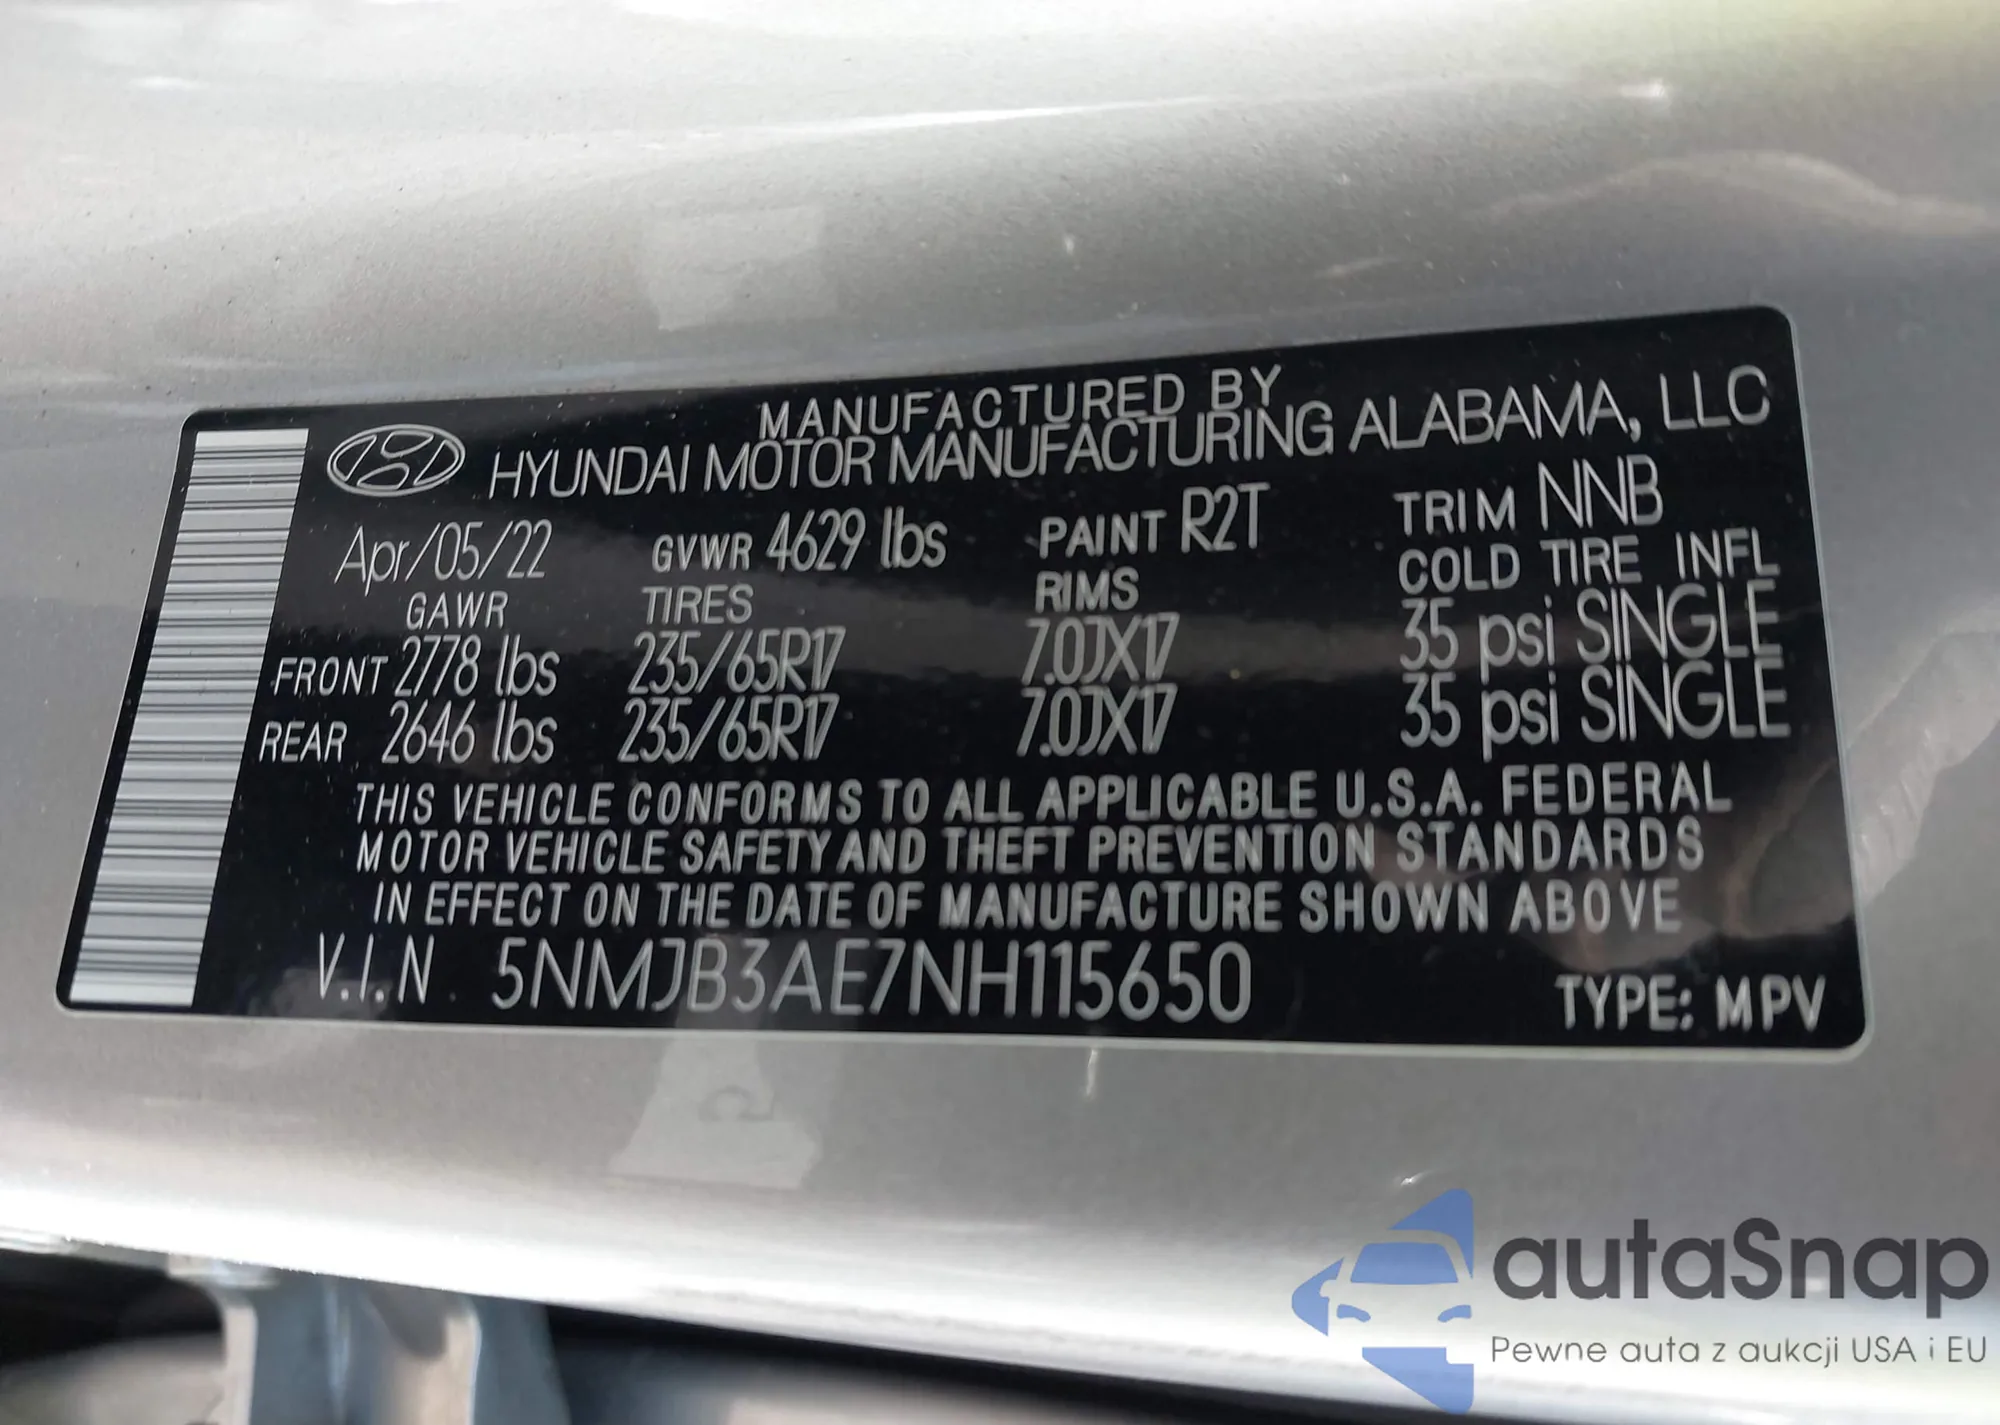 MANUFACTURED BY
HYUNDAI MOTOR MANUFACTURING ALABAMA, LLC
Apr/05/22 GVWR 4629 lbs PAINT R2T TRIM NNB
GAWR TIRES RIMS COLD TIRE INFL
FRONT 2778 lbs 235/65R17 7.0JX17 35 psi SINGLE
REAR 2646 lbs 235/65R17 7.0JX17 35 psi SINGLE
THIS VEHICLE CONFORMS TO ALL APPLICABLE U.S.A. FEDERAL
MOTOR VEHICLE SAFETY AND THEFT PREVENTION STANDARDS
IN EFFECT ON THE DATE OF MANUFACTURE SHOWN ABOVE
V.I.N 5NMJB3AE7NH115650 TYPE: MPV
autaSnap
Pewne auta z aukcji USA i EU